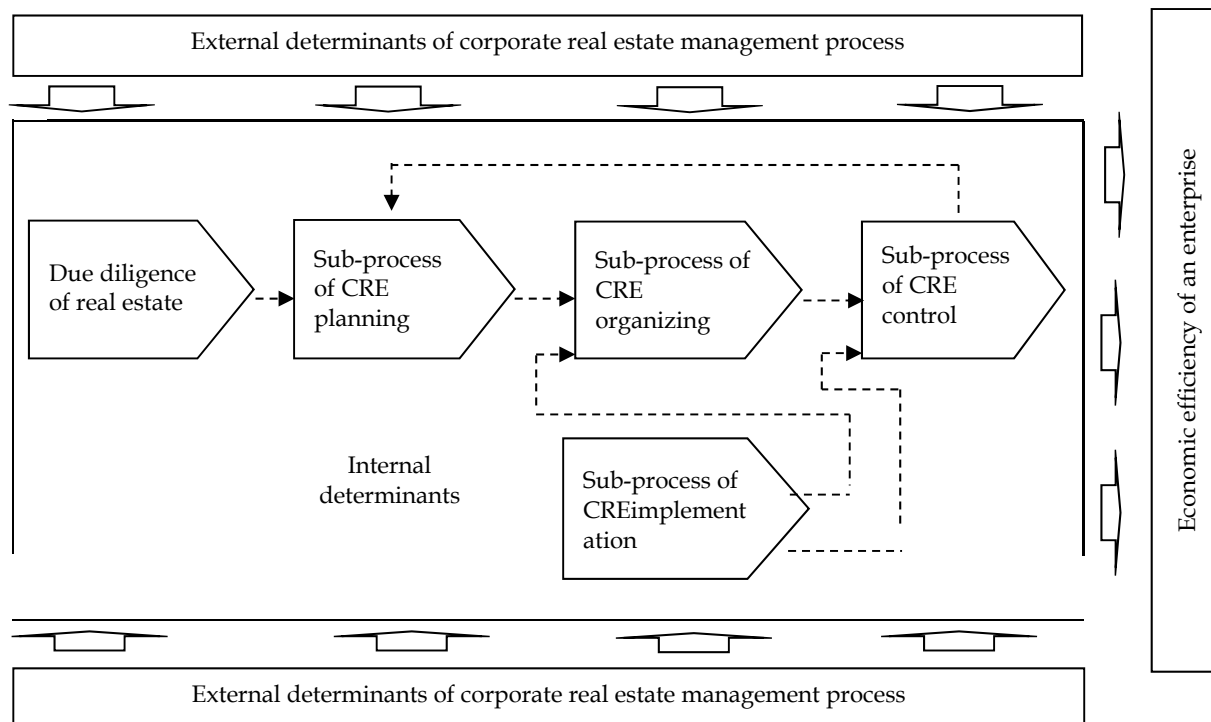 External determinants of corporate real estate management process
Due diligence
of real estate
Sub-process
of CRE
planning
Sub-process of
CRE
organizing
Sub-process
of CRE
control
Internal
determinants
Sub-process of
CREimplement
ation
Economic efficiency of an enterprise
External determinants of corporate real estate management process